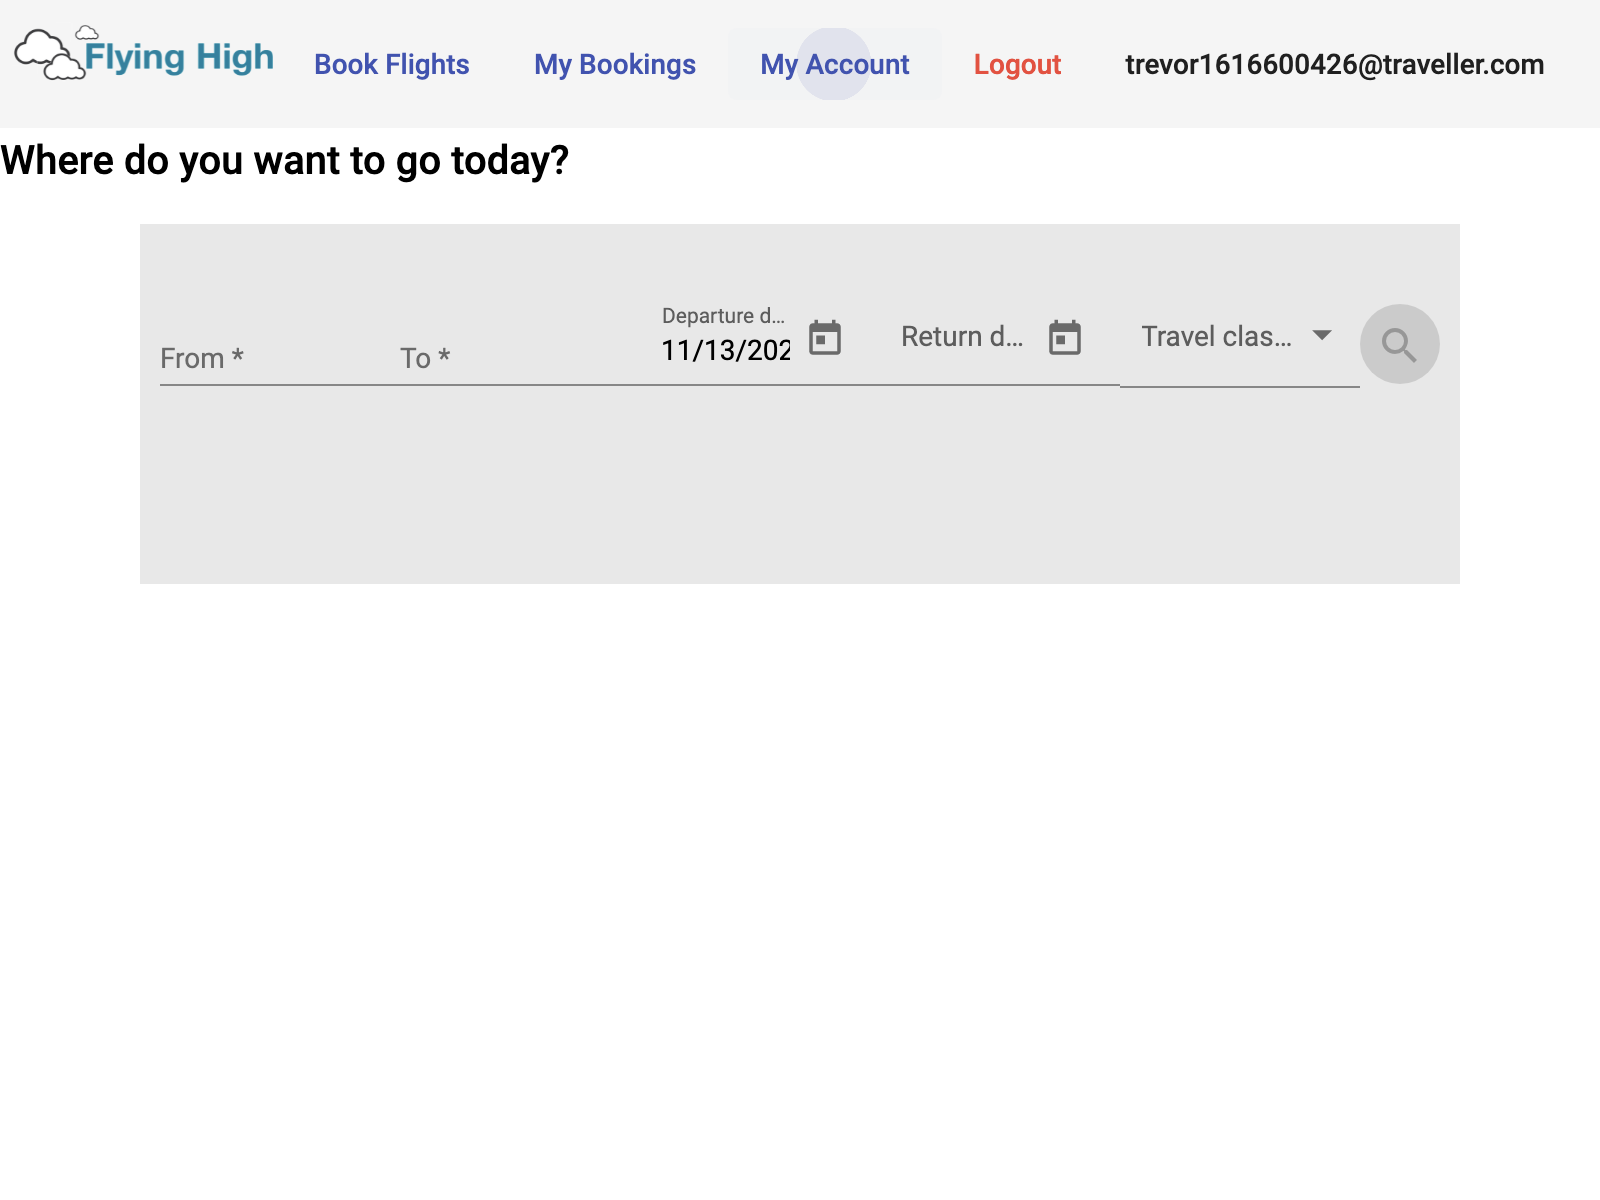 Flying High
Book Flights
My Bookings
My Account
Logout
trevor1616600426@traveller.com
Where do you want to go today?
From *
To *
Departure d...
11/13/202
Return d...
Travel clas...